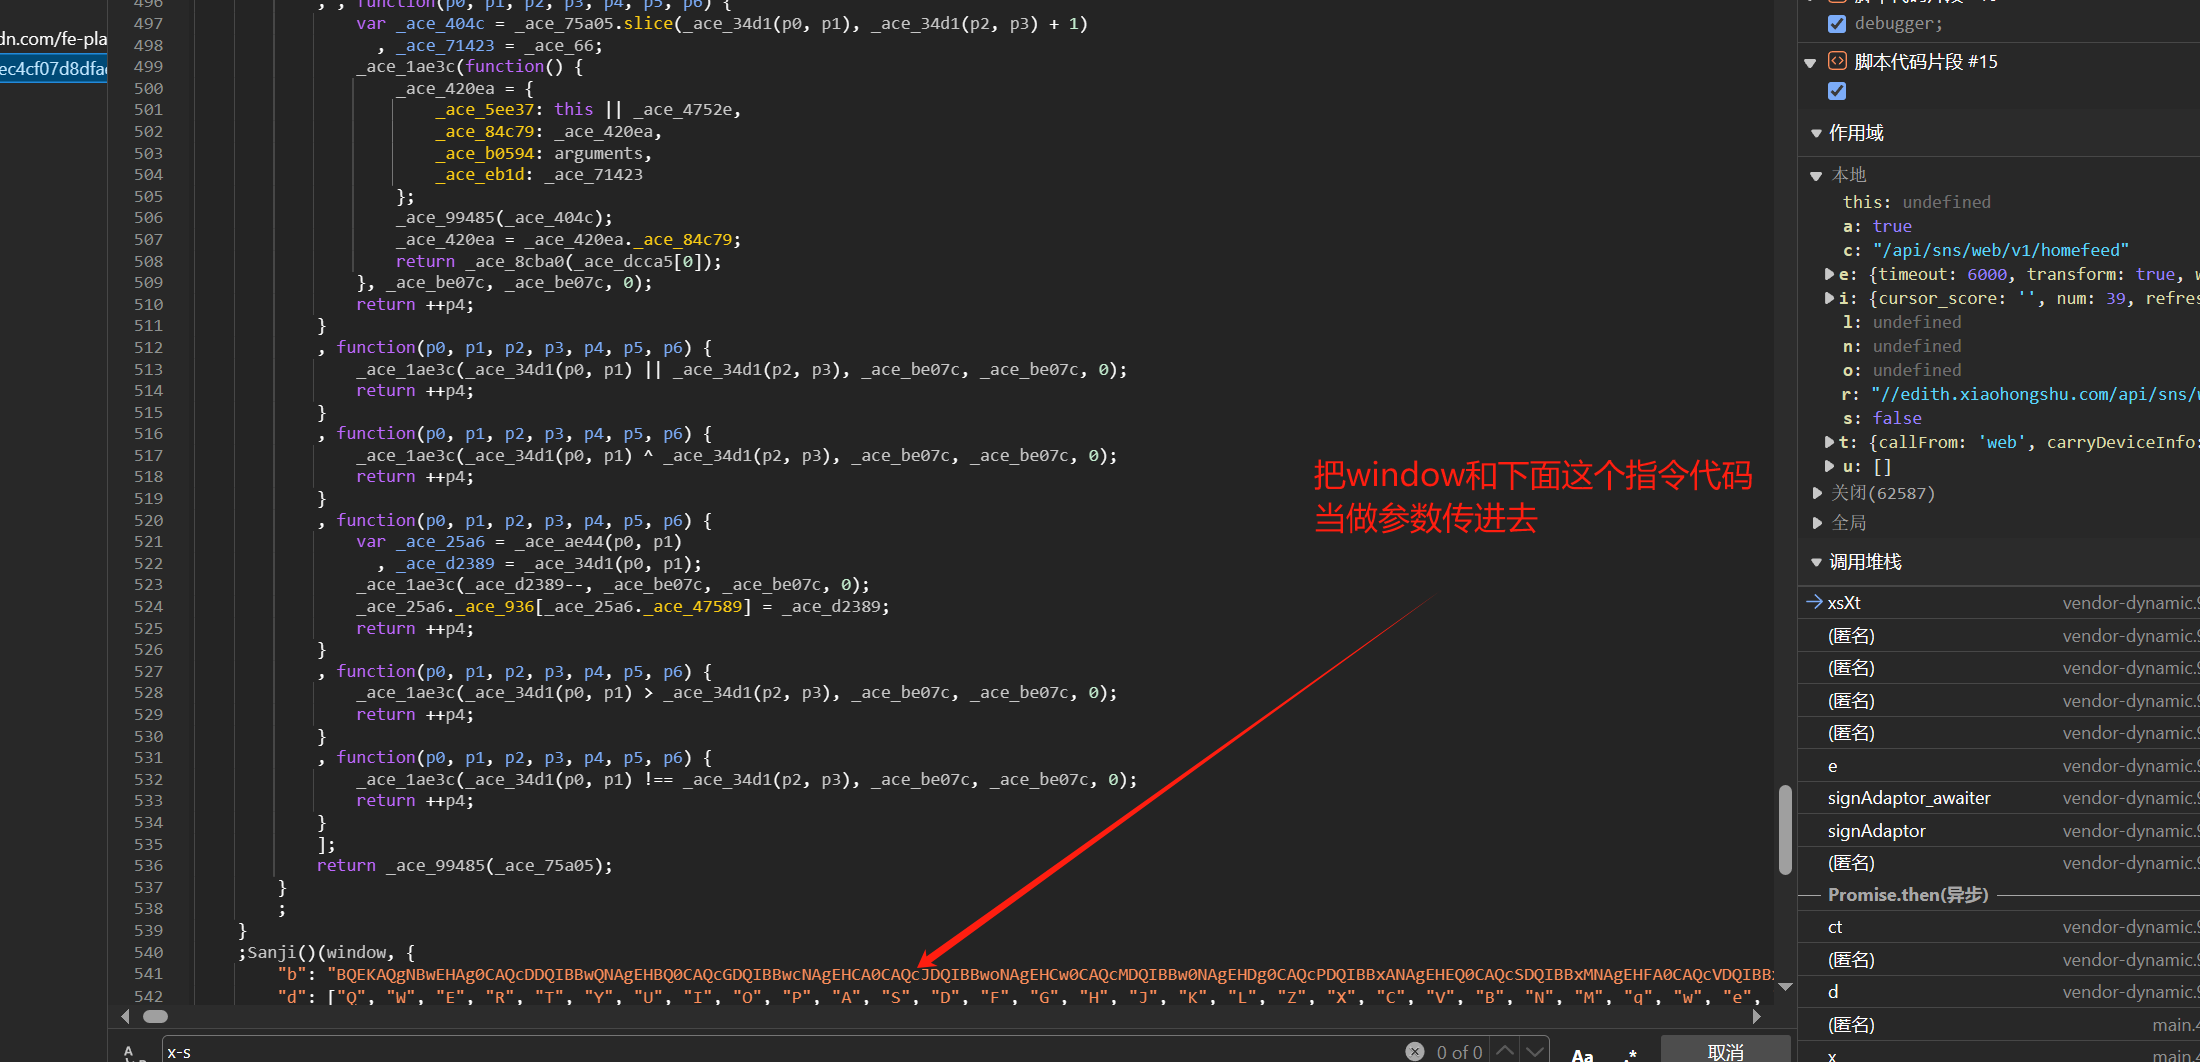 dn.com/fe-pla
ec4cf07d8dfa
496 , , function(p0, p1, p2, p3, p4, p5, p6) {
497 var _ace_404c = _ace_75a05.slice(_ace_34d1(p0, p1), _ace_34d1(p2, p3) + 1)
498 , _ace_71423 = _ace_66;
499 _ace_1ae3c(function() {
500 _ace_420ea = {
501 _ace_5ee37: this || _ace_4752e,
502 _ace_84c79: _ace_420ea,
503 _ace_b0594: arguments,
504 _ace_eb1d: _ace_71423
505 };
506 _ace_99485(_ace_404c);
507 _ace_420ea = _ace_420ea._ace_84c79;
508 return _ace_8cba0(_ace_dcca5[0]);
509 }, _ace_be07c, _ace_be07c, 0);
510 return ++p4;
511 }
512 , function(p0, p1, p2, p3, p4, p5, p6) {
513 _ace_1ae3c(_ace_34d1(p0, p1) || _ace_34d1(p2, p3), _ace_be07c, _ace_be07c, 0);
514 return ++p4;
515 }
516 , function(p0, p1, p2, p3, p4, p5, p6) {
517 _ace_1ae3c(_ace_34d1(p0, p1) ^ _ace_34d1(p2, p3), _ace_be07c, _ace_be07c, 0);
518 return ++p4;
519 }
520 , function(p0, p1, p2, p3, p4, p5, p6) {
521 var _ace_25a6 = _ace_ae44(p0, p1)
522 , _ace_d2389 = _ace_34d1(p0, p1);
523 _ace_1ae3c(_ace_d2389--, _ace_be07c, _ace_be07c, 0);
524 _ace_25a6._ace_936[_ace_25a6._ace_47589] = _ace_d2389;
525 return ++p4;
526 }
527 , function(p0, p1, p2, p3, p4, p5, p6) {
528 _ace_1ae3c(_ace_34d1(p0, p1) > _ace_34d1(p2, p3), _ace_be07c, _ace_be07c, 0);
529 return ++p4;
530 }
531 , function(p0, p1, p2, p3, p4, p5, p6) {
532 _ace_1ae3c(_ace_34d1(p0, p1) !== _ace_34d1(p2, p3), _ace_be07c, _ace_be07c, 0);
533 return ++p4;
534 }
535 ];
536 return _ace_99485(_ace_75a05);
537 }
538 ;
539 }
540 ;Sanji()(window, {
541 "b": "BQEKAQgNBwEHAg0CAQcDDQIBBwQNAgEHBQ0CAQcGDQIBBwcNAgEHCA0CAQcJDQIBBwoNAgEHCw0CAQcMDQIBBw0NAgEHDg0CAQcPDQIBBxANAgEHEQ0CAQcSDQIBBxMNAgEHFA0CAQcVDQIBBx
542 "d": ["Q", "W", "E", "R", "T", "Y", "U", "I", "O", "P", "A", "S", "D", "F", "G", "H", "J", "K", "L", "Z", "X", "C", "V", "B", "N", "M", "q", "w", "e",
把window和下面这个指令代码
当做参数传进去
x-s
0 of 0
Aa
.*
取消
debugger;
脚本代码片段 #15
作用域
本地
this: undefined
a: true
c: "/api/sns/web/v1/homefeed"
e: {timeout: 6000, transform: true, w
i: {cursor_score: '', num: 39, refres
l: undefined
n: undefined
o: undefined
r: "//edith.xiaohongshu.com/api/sns/w
s: false
t: {callFrom: 'web', carryDeviceInfo:
u: []
关闭(62587)
全局
调用堆栈
xsXt vendor-dynamic.9
(匿名) vendor-dynamic.9
(匿名) vendor-dynamic.9
(匿名) vendor-dynamic.9
(匿名) vendor-dynamic.9
e vendor-dynamic.9
signAdaptor_awaiter vendor-dynamic.9
signAdaptor vendor-dynamic.9
(匿名) vendor-dynamic.9
Promise.then(异步)
ct vendor-dynamic.9
(匿名) vendor-dynamic.9
d vendor-dynamic.9
(匿名) main.4
x main.4